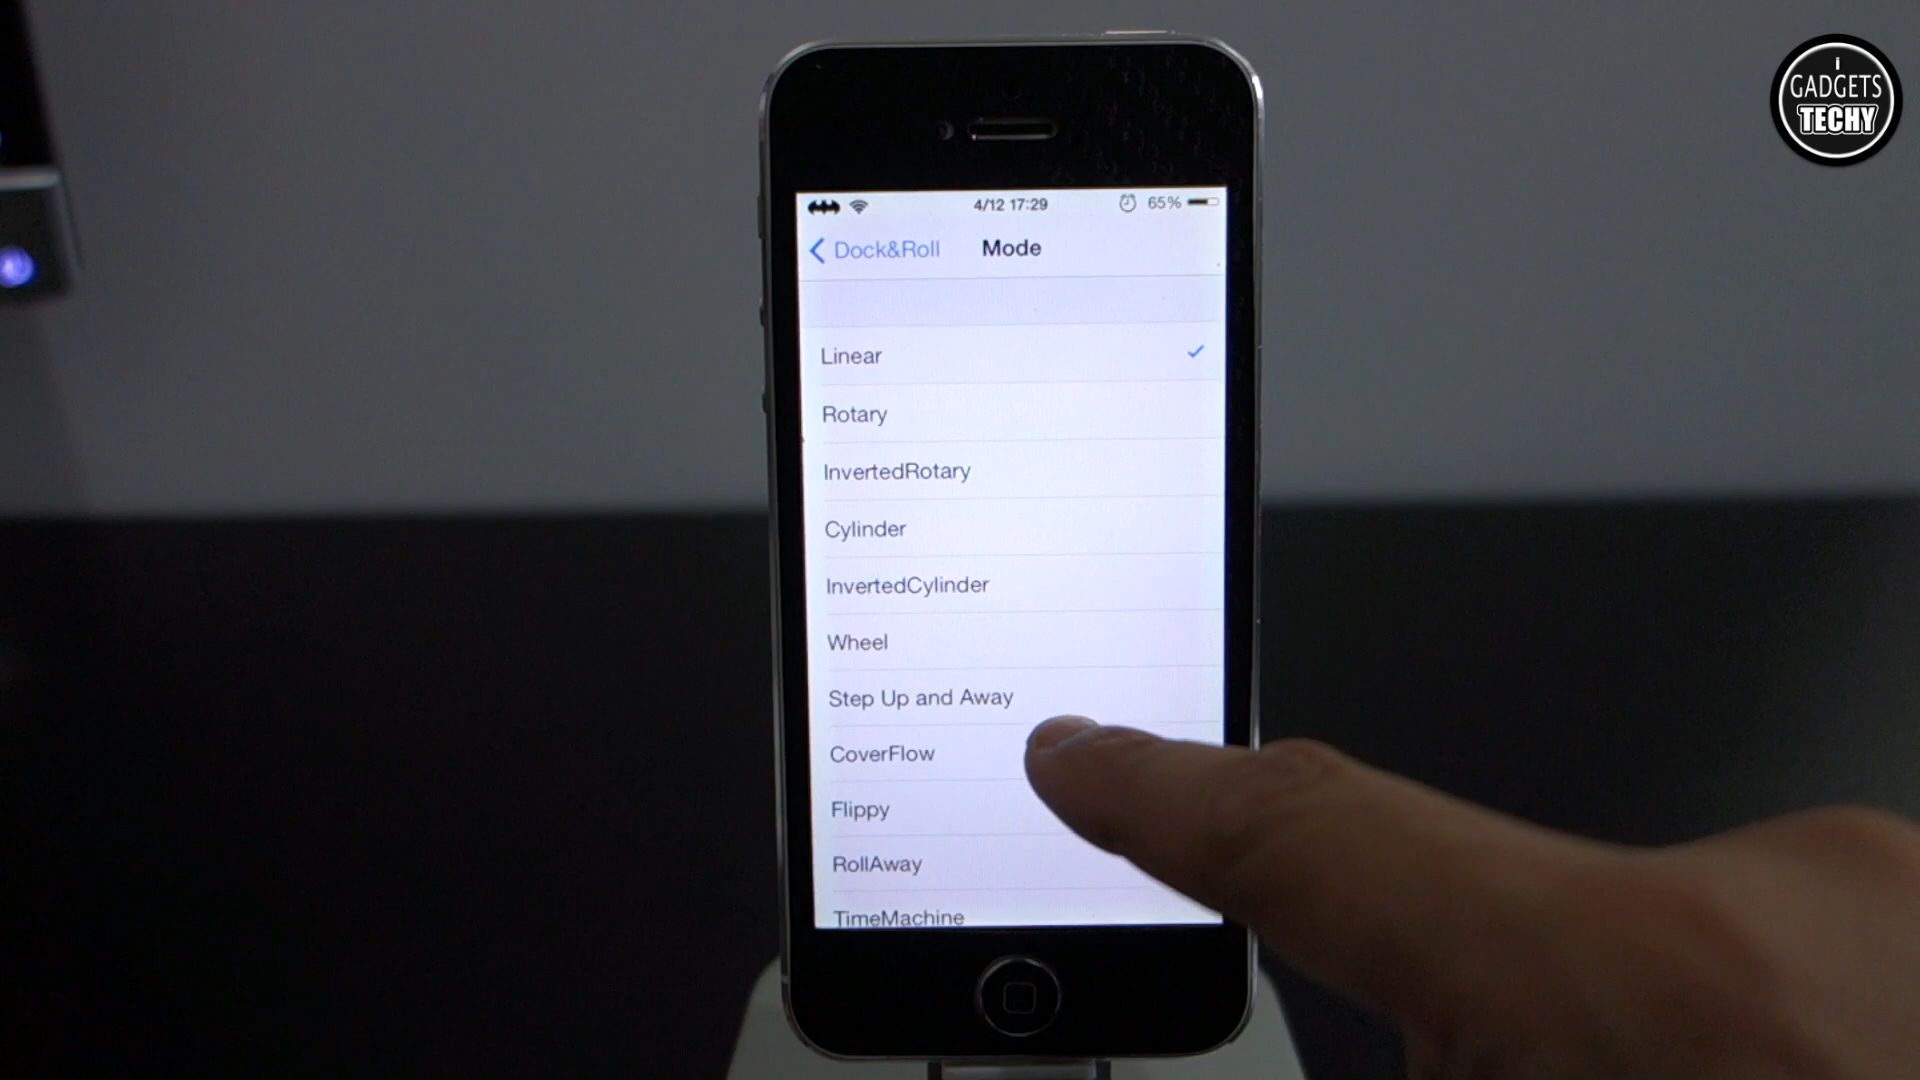 i
GADGETS
TECHY
4/12 17:29
65%
Dock&Roll
Mode
Linear
Rotary
InvertedRotary
Cylinder
InvertedCylinder
Wheel
Step Up and Away
CoverFlow
Flippy
RollAway
TimeMachine